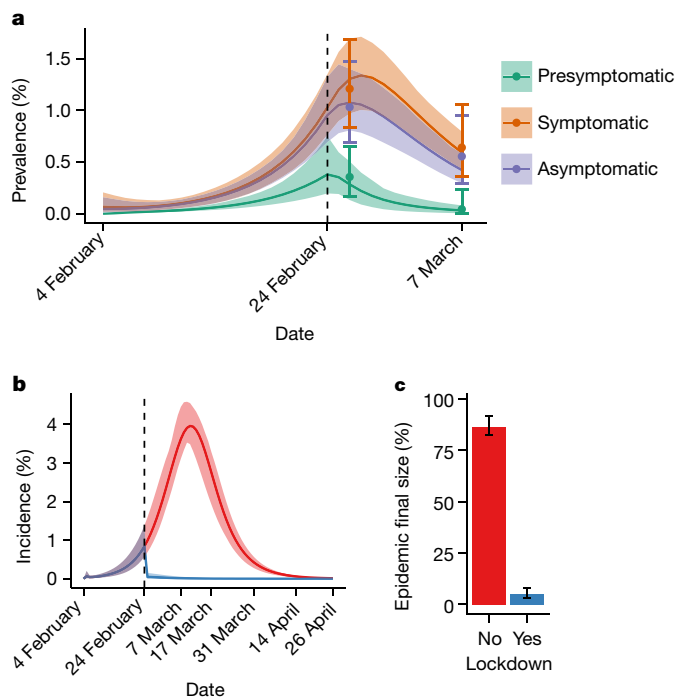 a
Prevalence (%)
1.5
1.0
0.5
0.0
4 February
24 February
7 March
Date
Presymptomatic
Symptomatic
Asymptomatic
b
Incidence (%)
4
3
2
1
0
4 February
24 February
7 March
17 March
31 March
14 April
26 April
Date
c
Epidemic final size (%)
100
75
50
25
0
No Yes
Lockdown